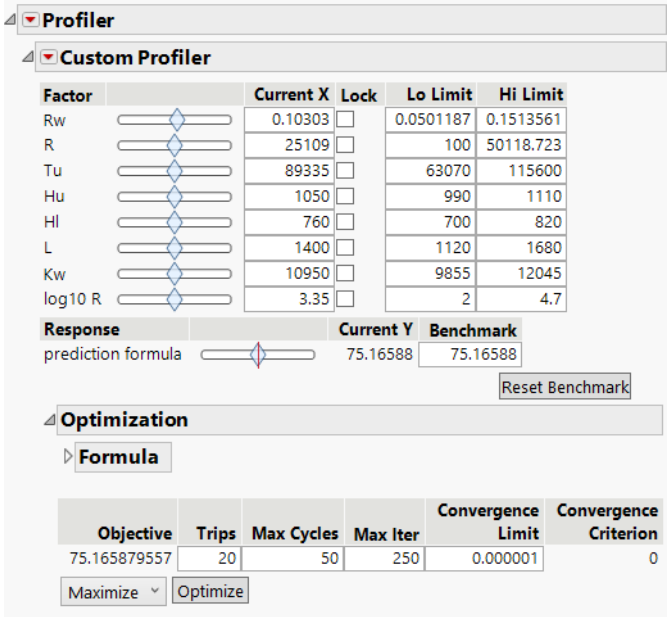 Profiler
Custom Profiler
Factor Current X Lock Lo Limit Hi Limit
Rw 0.10303 0.0501187 0.1513561
R 25109 100 50118.723
Tu 89335 63070 115600
Hu 1050 990 1110
Hl 760 700 820
L 1400 1120 1680
Kw 10950 9855 12045
log10 R 3.35 2 4.7
Response Current Y Benchmark
prediction formula 75.16588 75.16588
Reset Benchmark
Optimization
Formula
Convergence Convergence
Objective Trips Max Cycles Max Iter Limit Criterion
75.165879557 20 50 250 0.000001 0
Maximize Optimize